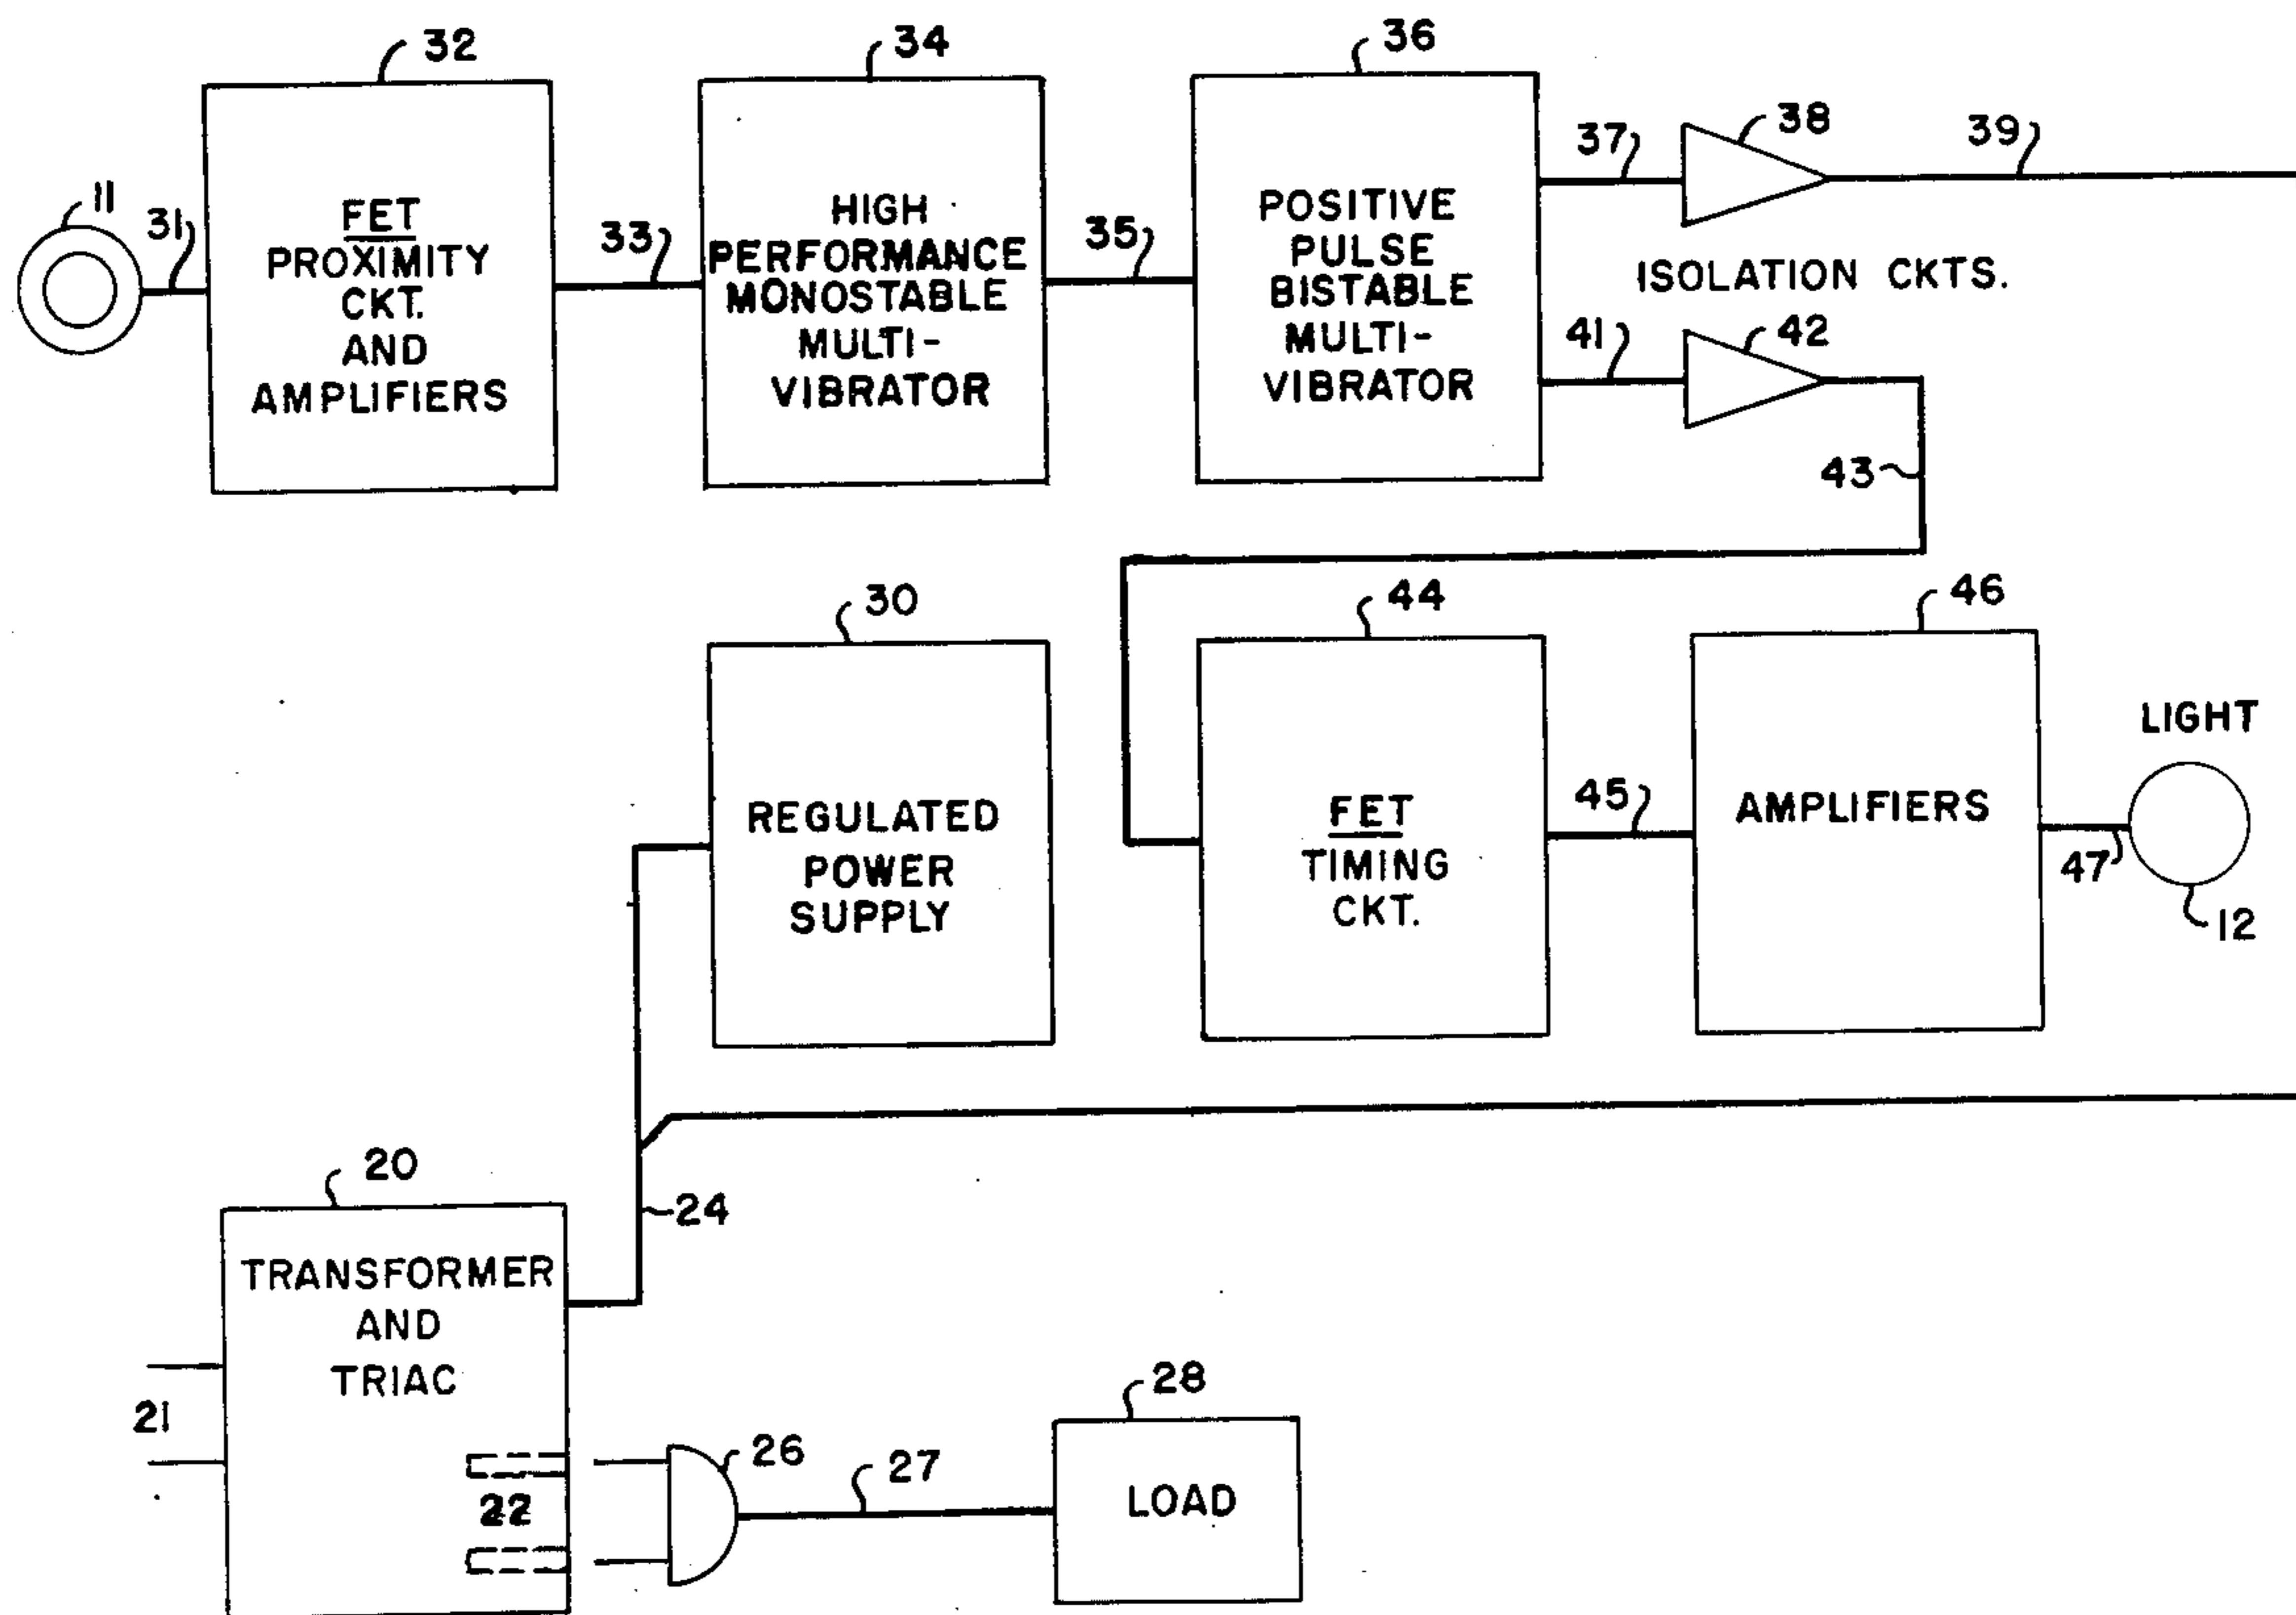 32
34
36
37
38
39
11
31
FET
PROXIMITY
CKT.
AND
AMPLIFIERS
33
HIGH
PERFORMANCE
MONOSTABLE
MULTI-
VIBRATOR
35
POSITIVE
PULSE
BISTABLE
MULTI-
VIBRATOR
ISOLATION CKTS.
41
42
43
30
44
46
REGULATED
POWER
SUPPLY
FET
TIMING
CKT.
45
AMPLIFIERS
LIGHT
47
12
20
24
TRANSFORMER
AND
TRIAC
21
22
26
27
28
LOAD